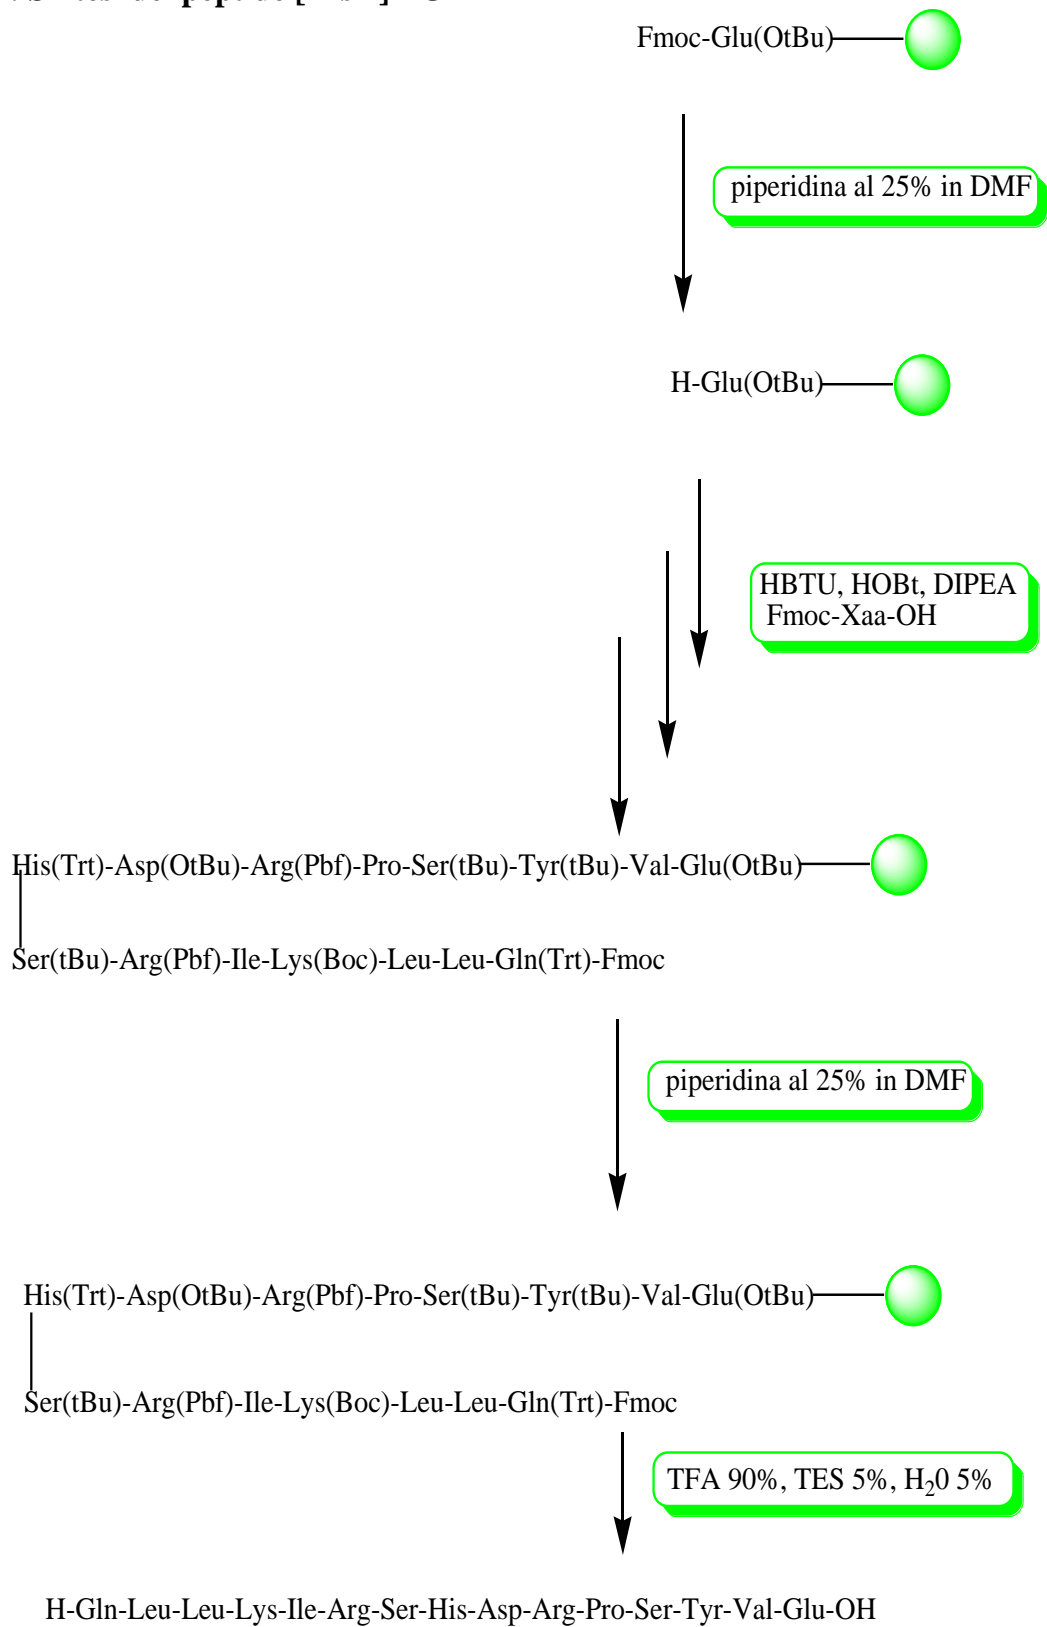 Fmoc-Glu(OtBu)
piperidina al 25% in DMF
H-Glu(OtBu)
HBTU, HOBt, DIPEA
Fmoc-Xaa-OH
His(Trt)-Asp(OtBu)-Arg(Pbf)-Pro-Ser(tBu)-Tyr(tBu)-Val-Glu(OtBu)
Ser(tBu)-Arg(Pbf)-Ile-Lys(Boc)-Leu-Leu-Gln(Trt)-Fmoc
piperidina al 25% in DMF
His(Trt)-Asp(OtBu)-Arg(Pbf)-Pro-Ser(tBu)-Tyr(tBu)-Val-Glu(OtBu)
Ser(tBu)-Arg(Pbf)-Ile-Lys(Boc)-Leu-Leu-Gln(Trt)-Fmoc
TFA 90%, TES 5%, H₂0 5%
H-Gln-Leu-Leu-Lys-Ile-Arg-Ser-His-Asp-Arg-Pro-Ser-Tyr-Val-Glu-OH